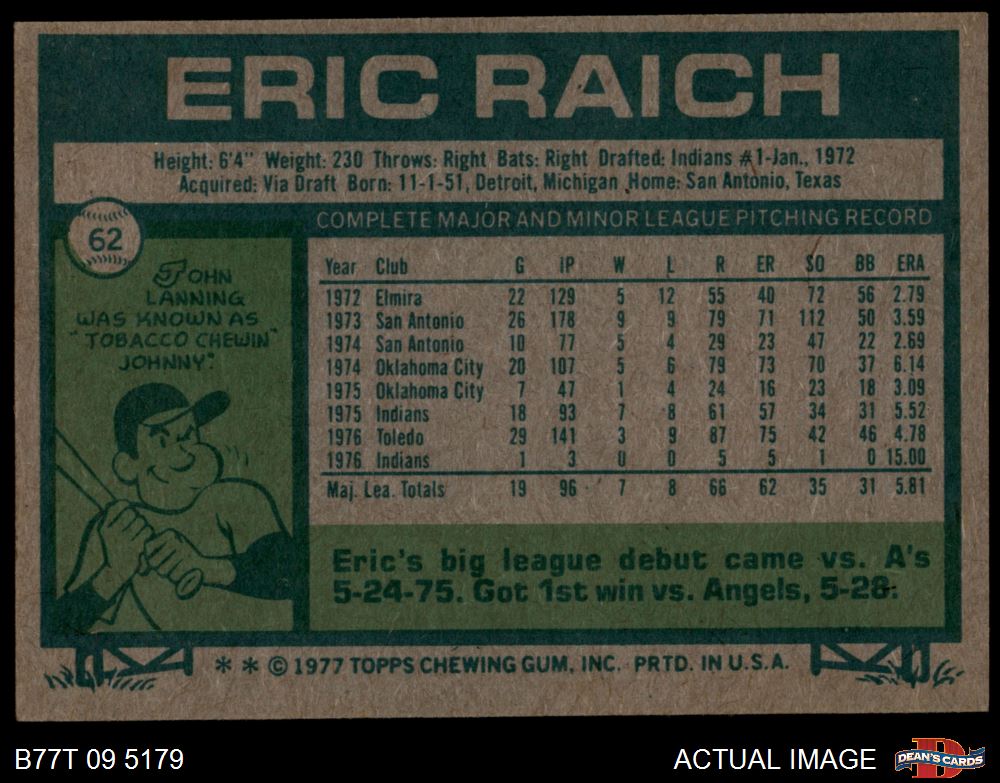 ERIC RAICH
Height: 6'4" Weight: 230 Throws: Right Bats: Right Drafted: Indians #1-Jan., 1972
Acquired: Via Draft Born: 11-1-51, Detroit, Michigan Home: San Antonio, Texas
62
COMPLETE MAJOR AND MINOR LEAGUE PITCHING RECORD
JOHN
LANNING
WAS KNOWN AS
"TOBACCO CHEWIN'
JOHNNY."
Year Club G IP W L R ER SO BB ERA
1972 Elmira 22 129 5 12 55 40 72 56 2.79
1973 San Antonio 26 178 9 9 79 71 112 50 3.59
1974 San Antonio 10 77 5 4 29 23 47 22 2.69
1974 Oklahoma City 20 107 5 6 79 73 70 37 6.14
1975 Oklahoma City 7 47 1 4 24 16 23 18 3.09
1975 Indians 18 93 7 8 61 57 34 31 5.52
1976 Toledo 29 141 3 9 87 75 42 46 4.78
1976 Indians 1 3 0 0 5 5 1 0 15.00
Maj. Lea. Totals 19 96 7 8 66 62 35 31 5.81
Eric's big league debut came vs. A's
5-24-75. Got 1st win vs. Angels, 5-28.
* * © 1977 TOPPS CHEWING GUM, INC. PRTD. IN U.S.A.
B77T 09 5179
ACTUAL IMAGE
D
DEAN'S CARDS